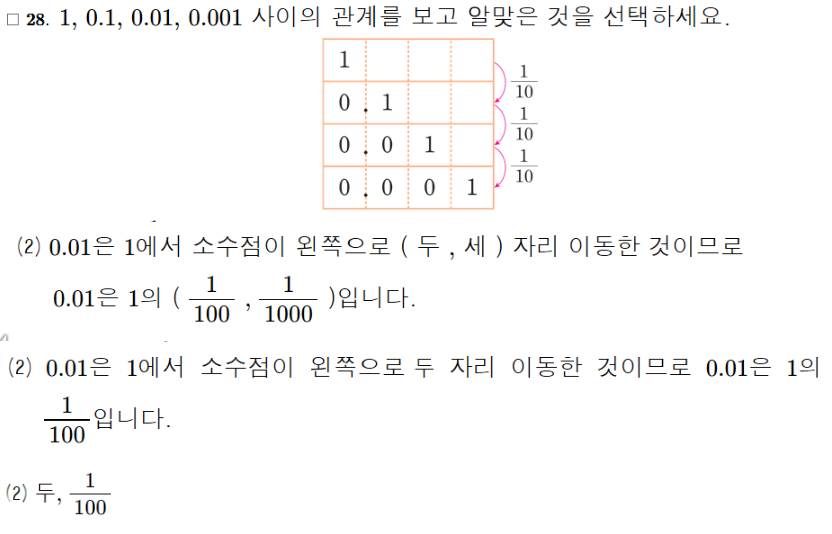 □ 28. 1, 0.1, 0.01, 0.001 사이의 관계를 보고 알맞은 것을 선택하세요.
1
0 . 1
0 . 0 1
0 . 0 0 1
1/10
1/10
1/10
(2) 0.01은 1에서 소수점이 왼쪽으로 ( 두 , 세 ) 자리 이동한 것이므로
0.01은 1의 ( 1/100 , 1/1000 )입니다.
(2) 0.01은 1에서 소수점이 왼쪽으로 두 자리 이동한 것이므로 0.01은 1의
1/100입니다.
(2) 두, 1/100